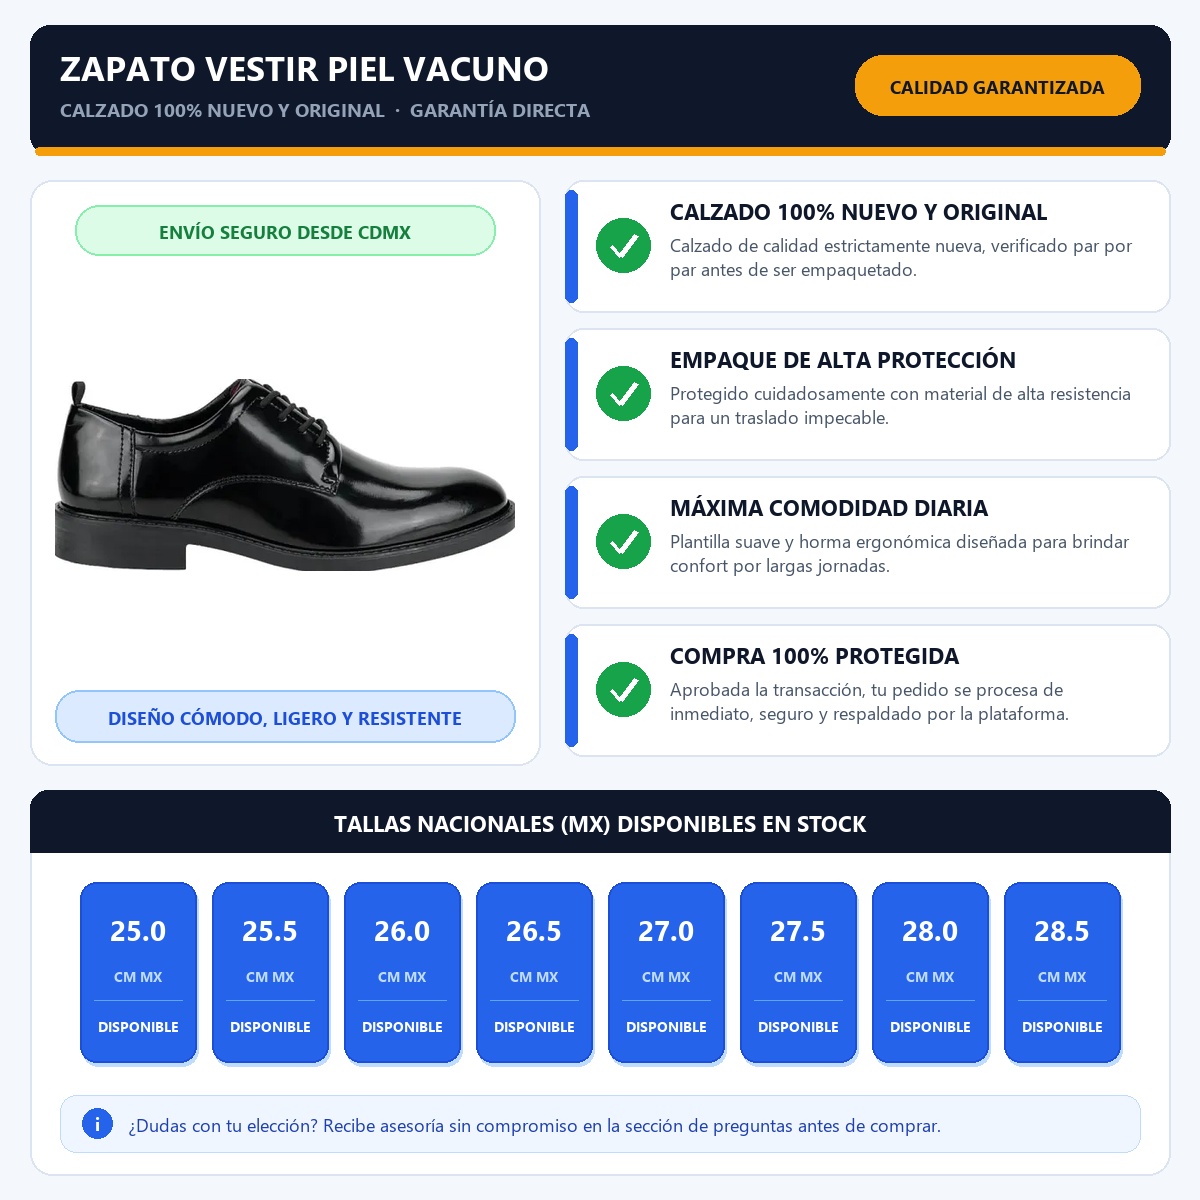 ZAPATO VESTIR PIEL VACUNO
CALZADO 100% NUEVO Y ORIGINAL · GARANTÍA DIRECTA
CALIDAD GARANTIZADA
ENVÍO SEGURO DESDE CDMX
DISEÑO CÓMODO, LIGERO Y RESISTENTE
CALZADO 100% NUEVO Y ORIGINAL
Calzado de calidad estrictamente nueva, verificado par por
par antes de ser empaquetado.
EMPAQUE DE ALTA PROTECCIÓN
Protegido cuidadosamente con material de alta resistencia
para un traslado impecable.
MÁXIMA COMODIDAD DIARIA
Plantilla suave y horma ergonómica diseñada para brindar
confort por largas jornadas.
COMPRA 100% PROTEGIDA
Aprobada la transacción, tu pedido se procesa de
inmediato, seguro y respaldado por la plataforma.
TALLAS NACIONALES (MX) DISPONIBLES EN STOCK
25.0 25.5 26.0 26.5 27.0 27.5 28.0 28.5
CM MX CM MX CM MX CM MX CM MX CM MX CM MX CM MX
DISPONIBLE DISPONIBLE DISPONIBLE DISPONIBLE DISPONIBLE DISPONIBLE DISPONIBLE DISPONIBLE
i ¿Dudas con tu elección? Recibe asesoría sin compromiso en la sección de preguntas antes de comprar.